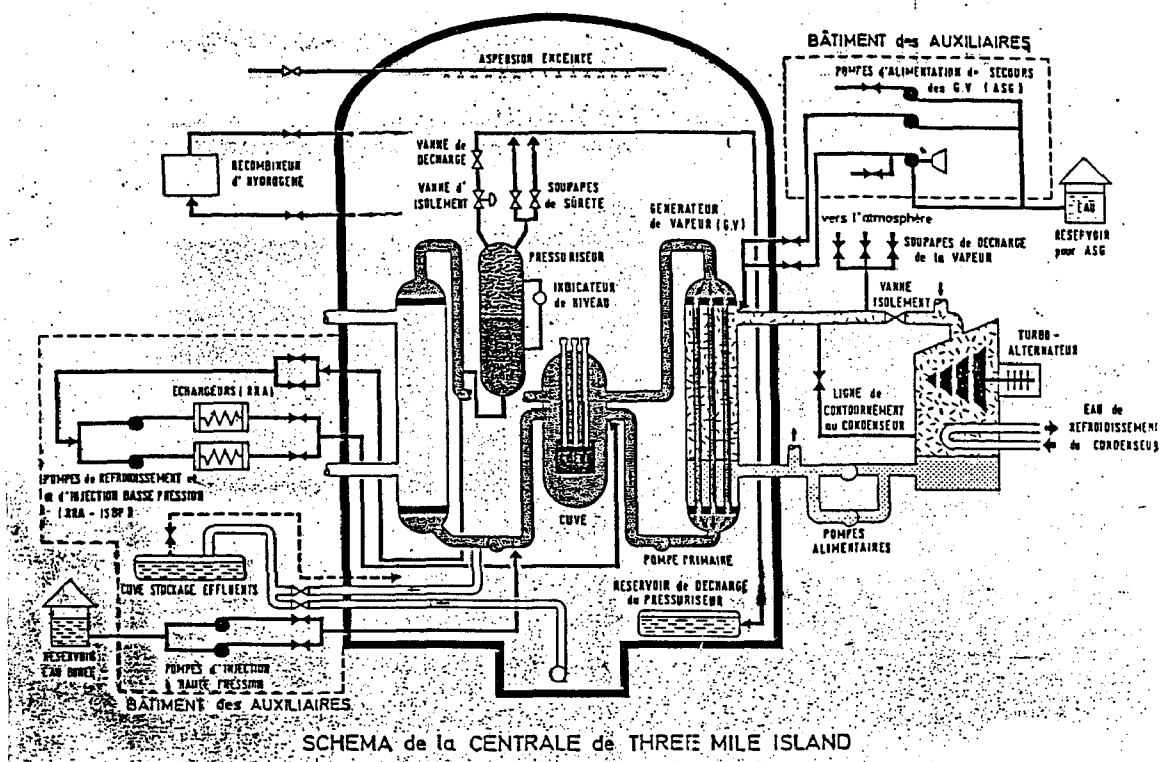 BÂTIMENT des AUXILIAIRES
POMPES d'ALIMENTATION de SECOURS
des G.V (ASG)
ASPERSION ENCEINTE
VANNE de
DECHARGE
VANNE d'
ISOLEMENT
SOUPAPES
de SÛRETE
RECOMBINEUR
d' HYDROGENE
GENERATEUR
de VAPEUR (G.V)
EAU
RESERVOIR
pour ASG
vers l'atmosphère
SOUPAPES de DECHARGE
de la VAPEUR
PRESSURISEUR
INDICATEUR
de NIVEAU
VANNE
ISOLEMENT
TURBO-
ALTERNATEUR
ECHANGEURS (RRA)
LIGNE de
CONTOURNEMENT
au CONDENSEUR
EAU de
REFROIDISSEMENT
du CONDENSEUR
POMPES de REFROIDISSEMENT et
d'INJECTION BASSE PRESSION
(RRA - ISBP)
CUVE
POMPE PRIMAIRE
POMPES
ALIMENTAIRES
CUVE STOCKAGE EFFLUENTS
RESERVOIR de DECHARGE
du PRESSURISEUR
RESERVOIR
EAU BOREE
POMPES d'INJECTION
HAUTE PRESSION
BÂTIMENT des AUXILIAIRES
SCHEMA de la CENTRALE de THREE MILE ISLAND